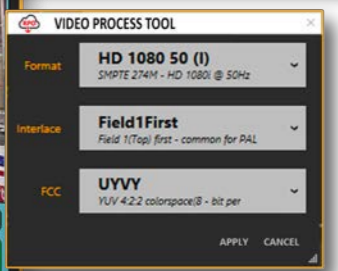 RPO
VIDEO PROCESS TOOL
Format
HD 1080 50 (I)
SMPTE 274M - HD 1080i @ 50Hz
Interlace
Field1First
Field 1(Top) first - common for PAL
FCC
UYVY
YUV 4:2:2 colorspace(8 - bit per
APPLY CANCEL